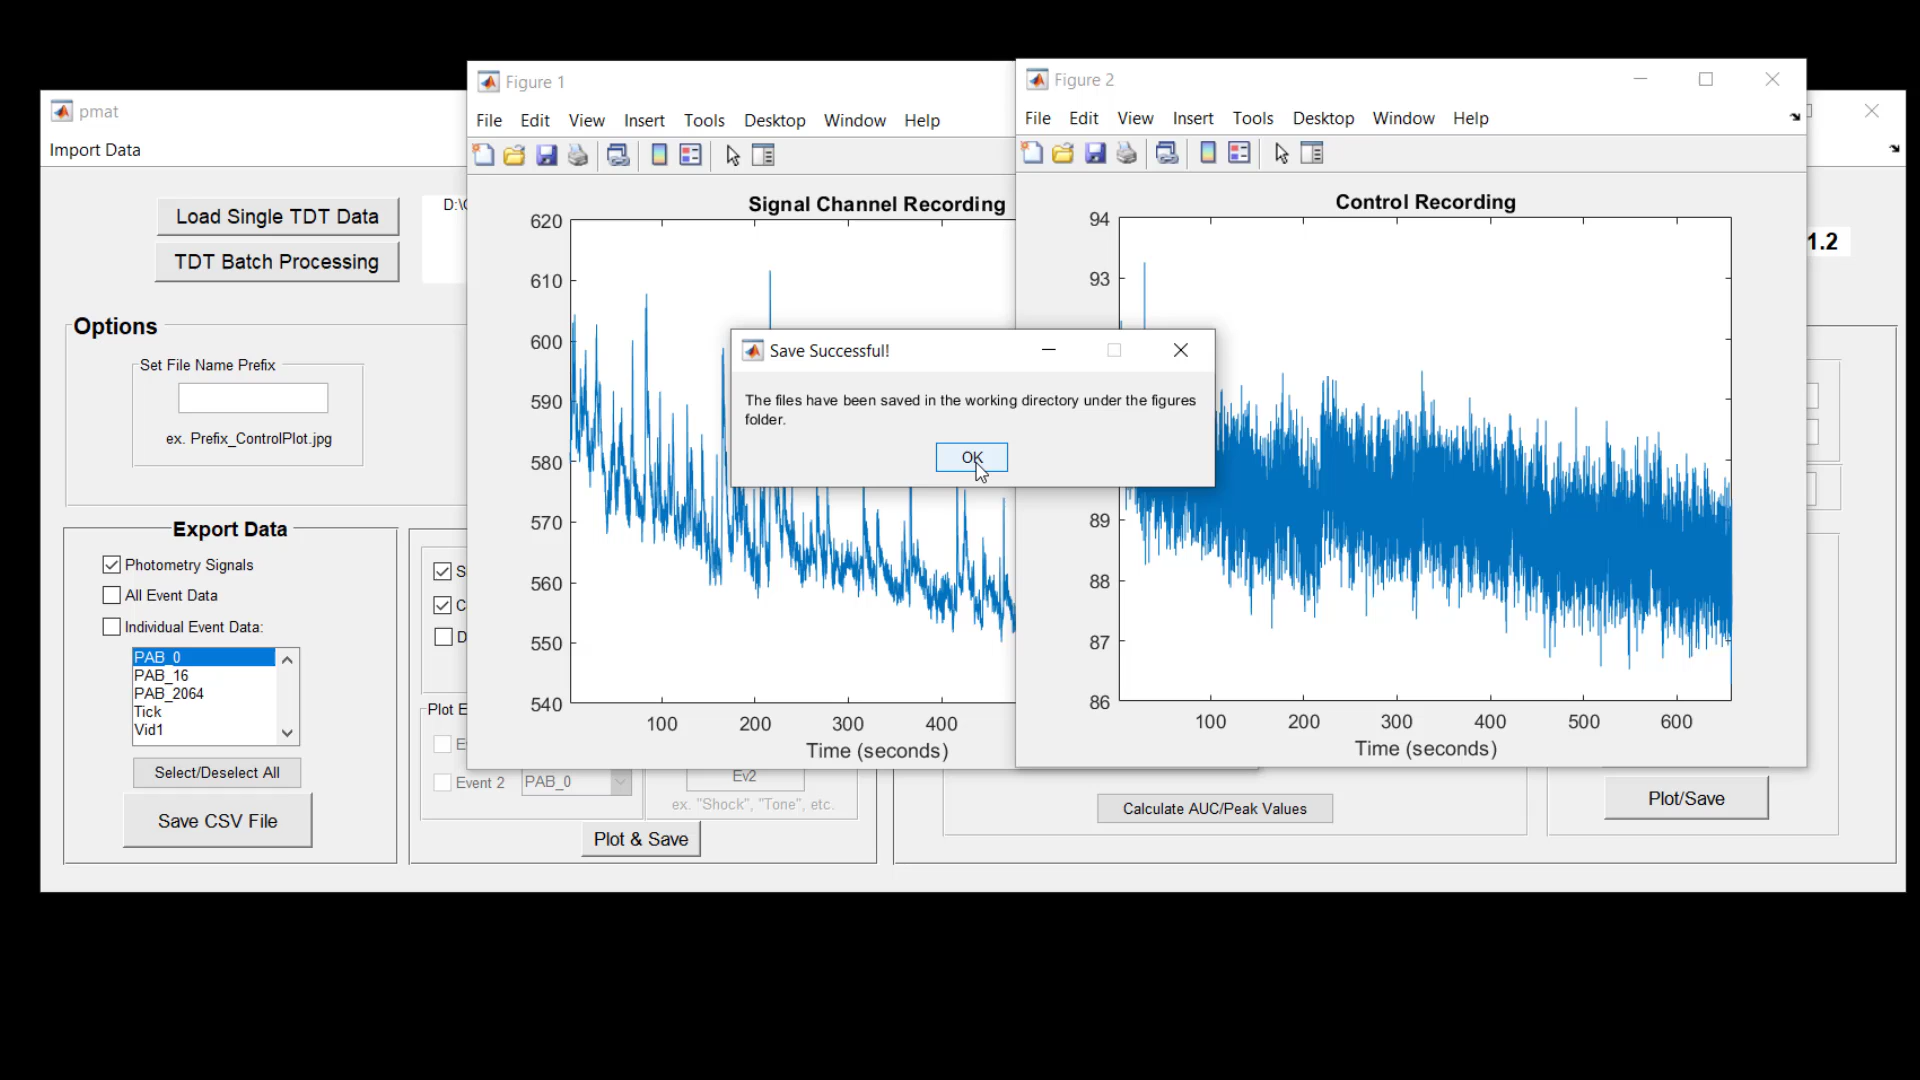 pmat
Import Data
Load Single TDT Data
TDT Batch Processing
D:\
1.2
Options
Set File Name Prefix
ex. Prefix_ControlPlot.jpg
Export Data
Photometry Signals
All Event Data
Individual Event Data:
PAB_0
PAB_16
PAB_2064
Tick
Vid1
Select/Deselect All
Save CSV File
S
C
D
Plot E
E
Event 2
PAB_0
Ev2
ex. "Shock", "Tone", etc.
Plot & Save
Calculate AUC/Peak Values
Plot/Save
Figure 1
File Edit View Insert Tools Desktop Window Help
Signal Channel Recording
620
610
600
590
580
570
560
550
540
100 200 300 400
Time (seconds)
Figure 2
File Edit View Insert Tools Desktop Window Help
Control Recording
94
93
89
88
87
86
100 200 300 400 500 600
Time (seconds)
Save Successful!
The files have been saved in the working directory under the figures
folder.
OK